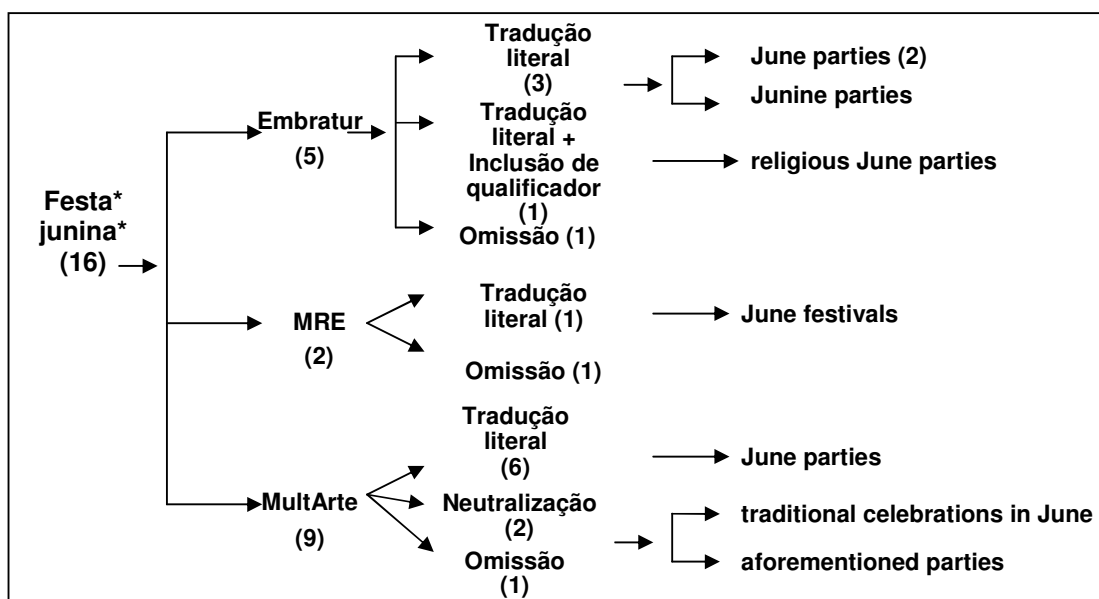 Festa*
junina*
(16)
Embratur
(5)
Tradução
literal
(3)
June parties (2)
Junine parties
Tradução
literal +
Inclusão de
qualificador
(1)
religious June parties
Omissão (1)
MRE
(2)
Tradução
literal (1)
June festivals
Omissão (1)
MultArte
(9)
Tradução
literal
(6)
June parties
Neutralização
(2)
traditional celebrations in June
aforementioned parties
Omissão
(1)